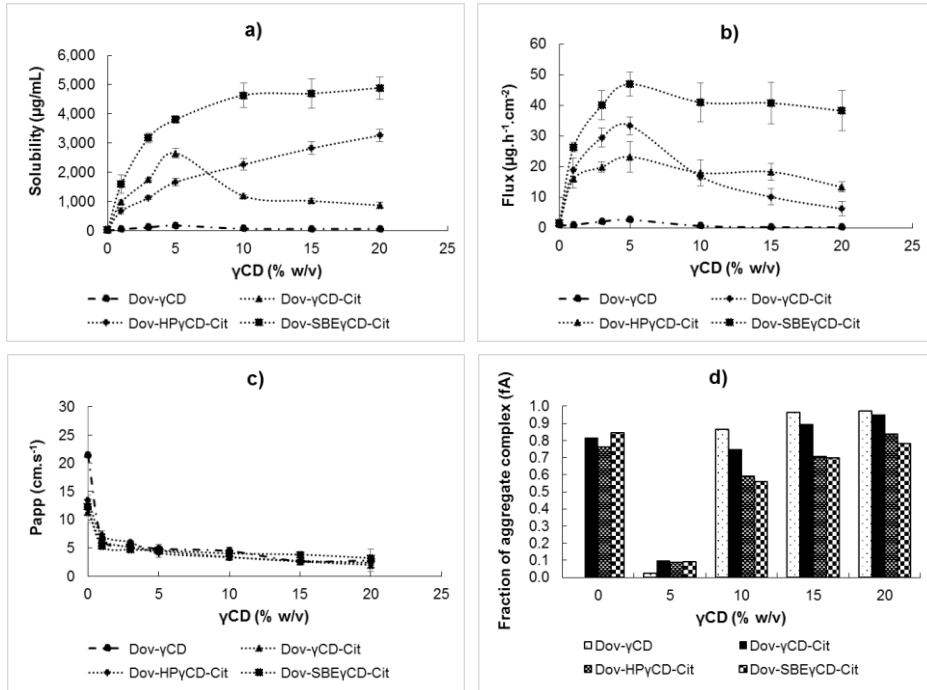 a)
Solubility (µg/mL)
6,000
5,000
4,000
3,000
2,000
1,000
0
0 5 10 15 20 25
γCD (% w/v)
Dov-γCD Dov-γCD-Cit
Dov-HPγCD-Cit Dov-SBEγCD-Cit
b)
Flux (µg.h⁻¹.cm⁻²)
60
50
40
30
20
10
0
0 5 10 15 20 25
γCD (% w/v)
Dov-γCD Dov-γCD-Cit
Dov-HPγCD-Cit Dov-SBEγCD-Cit
c)
Papp (cm.s⁻¹)
30
25
20
15
10
5
0
0 5 10 15 20 25
γCD (% w/v)
Dov-γCD Dov-γCD-Cit
Dov-HPγCD-Cit Dov-SBEγCD-Cit
d)
Fraction of aggregate complex (fA)
1.0
0.9
0.8
0.7
0.6
0.5
0.4
0.3
0.2
0.1
0.0
0 5 10 15 20
γCD (% w/v)
Dov-γCD Dov-γCD-Cit
Dov-HPγCD-Cit Dov-SBEγCD-Cit